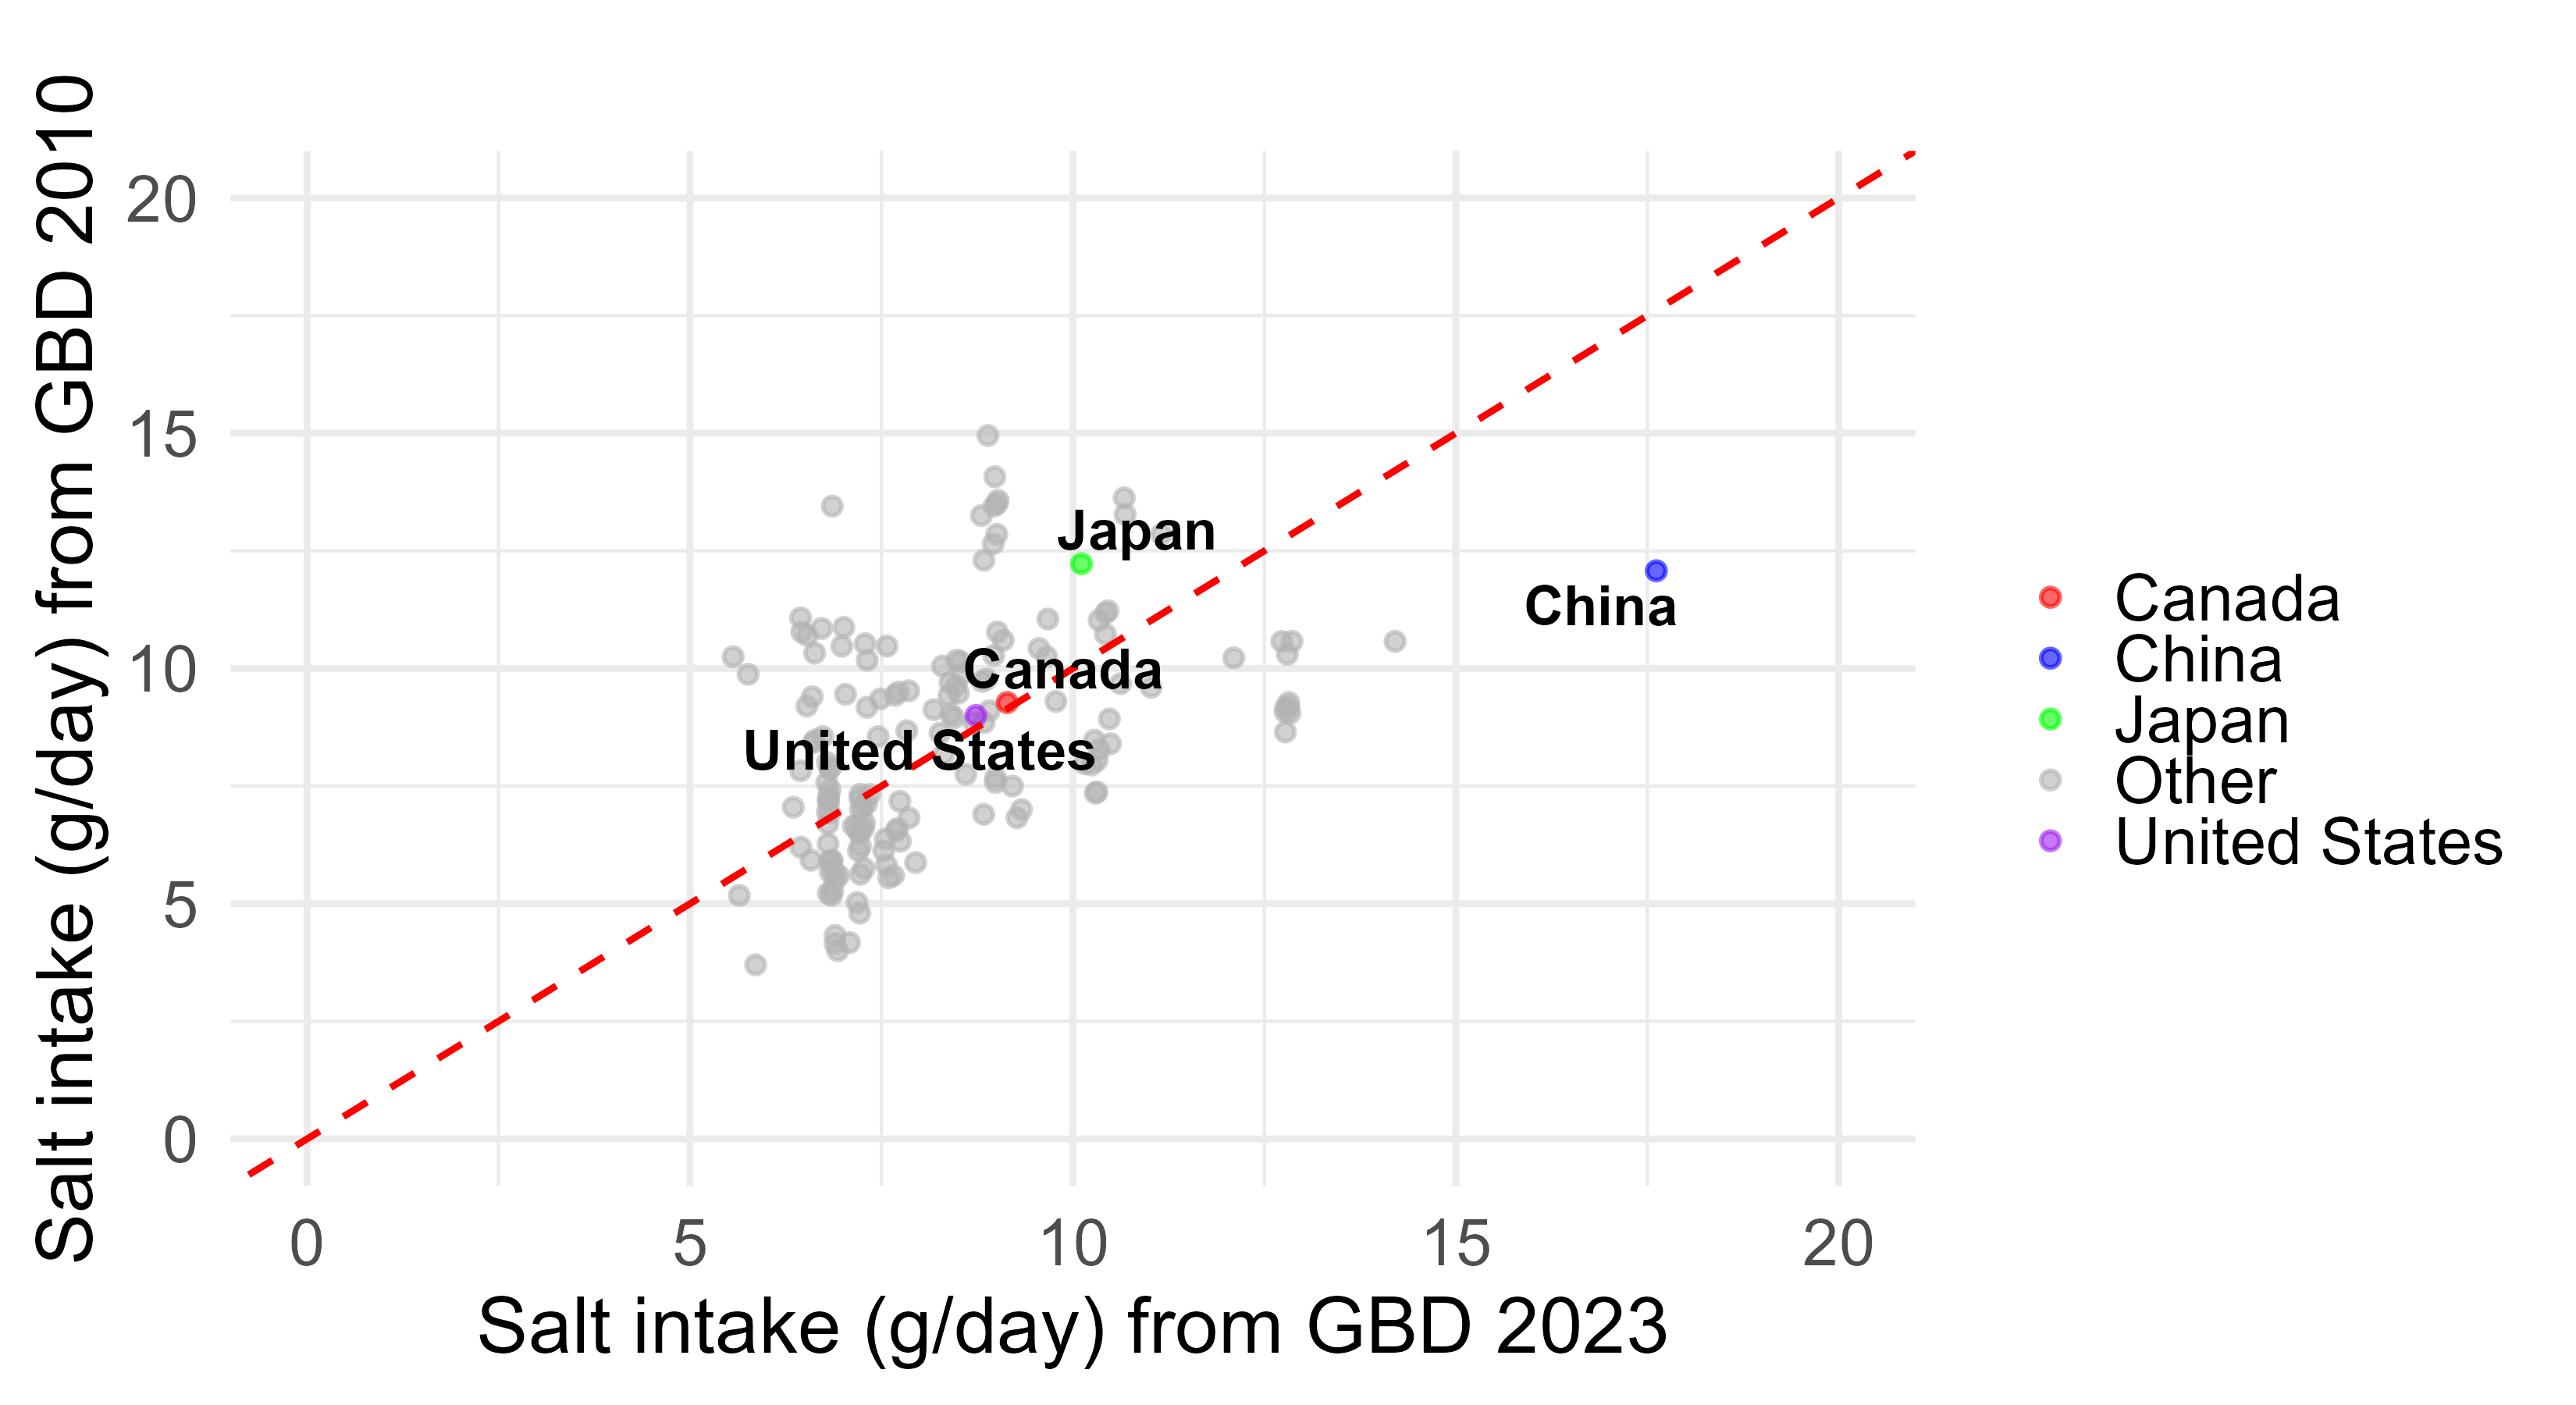 Salt intake (g/day) from GBD 2010
20
15
10
5
0
Japan
China
Canada
United States
0 5 10 15 20
Salt intake (g/day) from GBD 2023
Canada
China
Japan
Other
United States